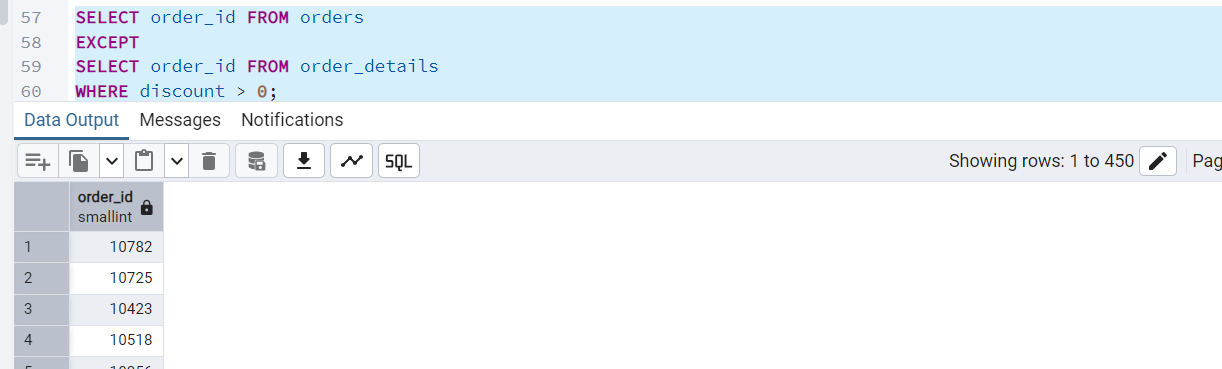 57 SELECT order_id FROM orders
58 EXCEPT
59 SELECT order_id FROM order_details
60 WHERE discount > 0;
Data Output Messages Notifications
SQL Showing rows: 1 to 450
order_id
smallint
1 10782
2 10725
3 10423
4 10518